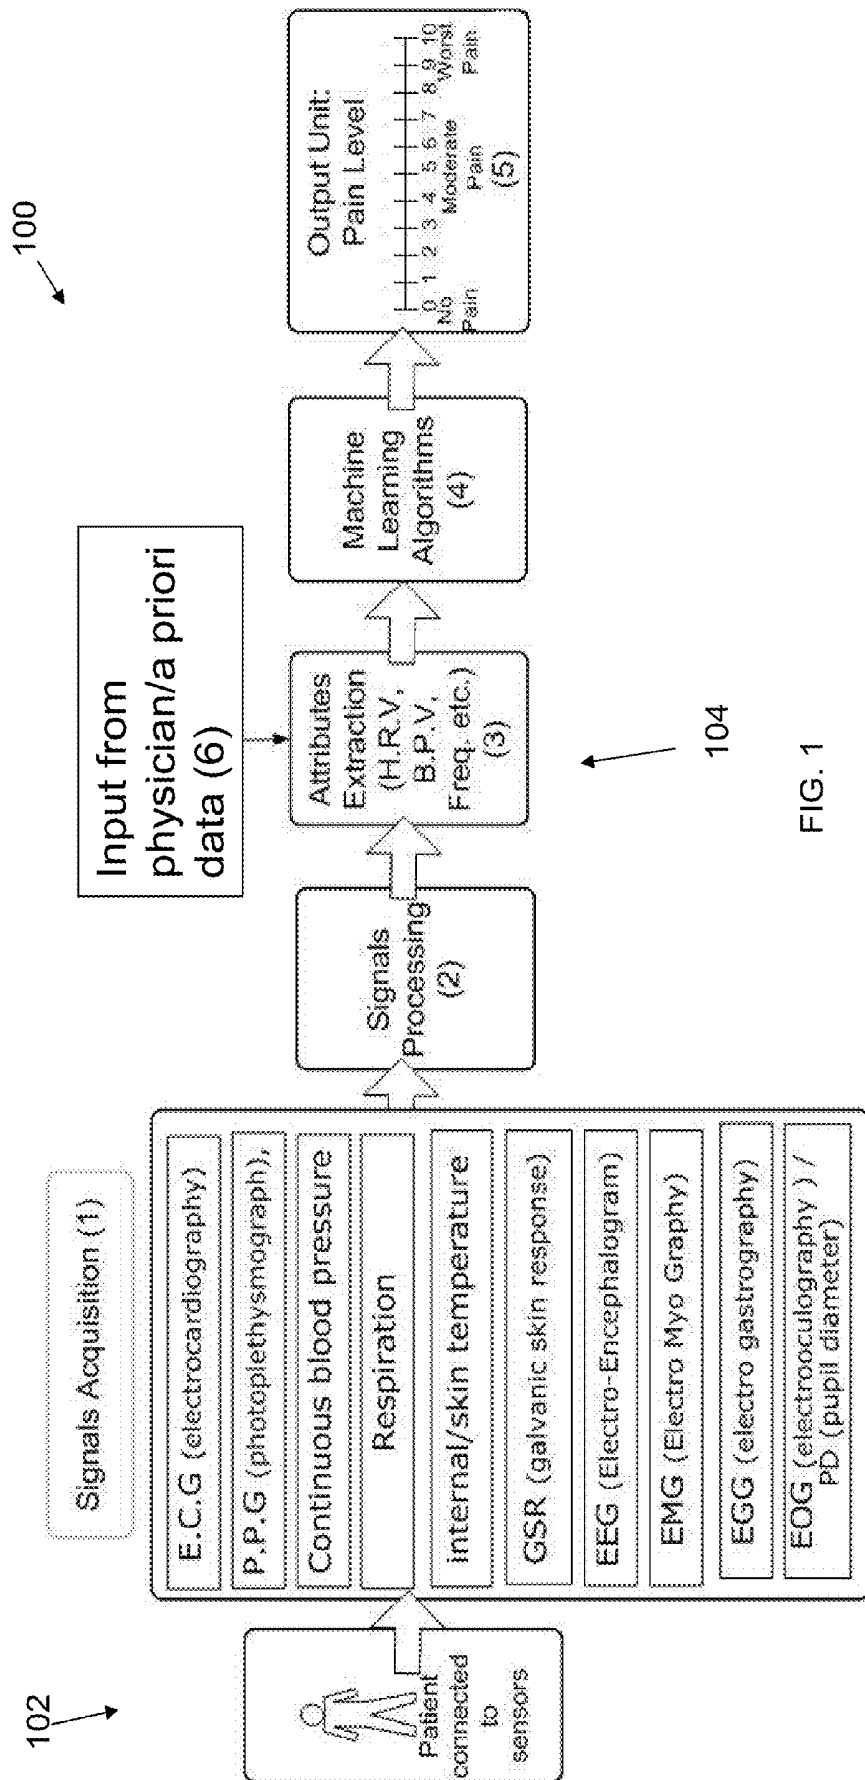 100
102
Patient
connected
to
sensors
Signals Acquisition (1)
E.C.G (electrocardiography)
P.P.G (photoplethysmograph),
Continuous blood pressure
Respiration
internal/skin temperature
GSR (galvanic skin response)
EEG (Electro-Encephalogram)
EMG (Electro Myo Graphy)
EGG (electro gastrography)
EOG (electrooculography ) /
PD (pupil diameter)
Signals
Processing
(2)
Input from
physician/a priori
data (6)
Attributes
Extraction
(H.R.V,
B.P.V,
Freq. etc.)
(3)
104
Machine
Learning
Algorithms
(4)
Output Unit:
Pain Level
0 1 2 3 4 5 6 7 8 9 10
No
Pain
Moderate
Pain
Worst
Pain
(5)
FIG. 1